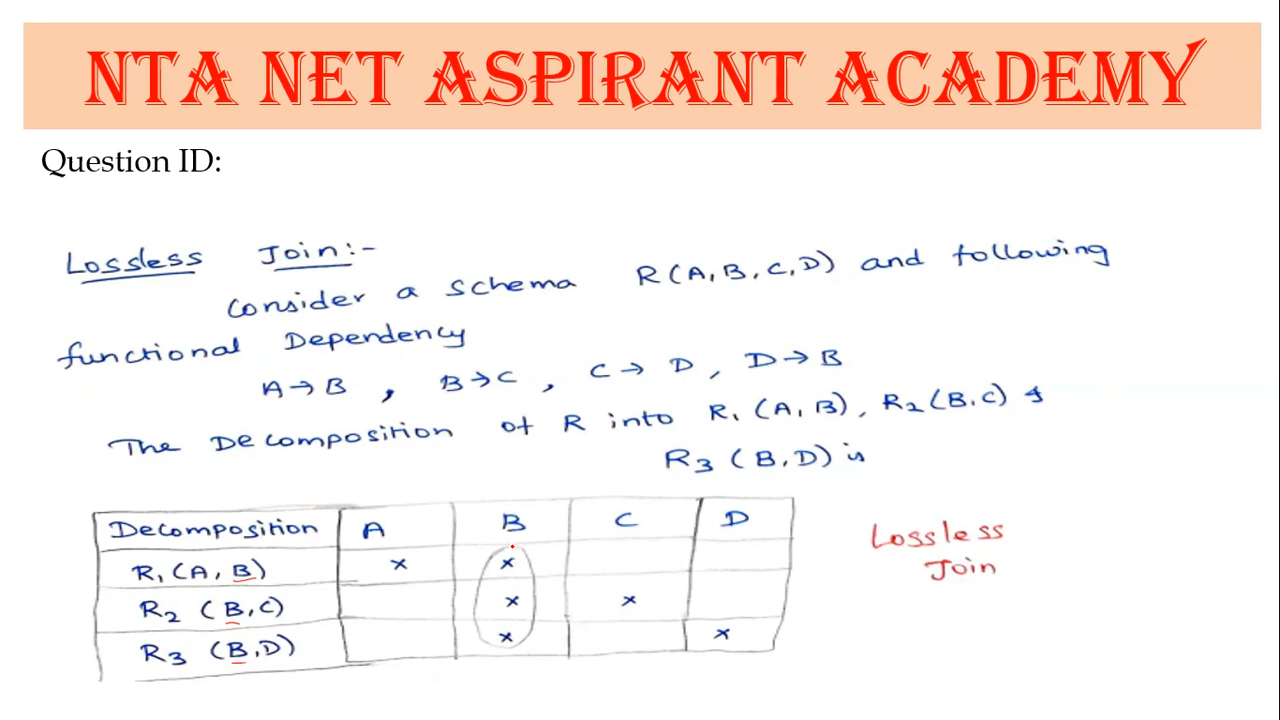 NTA NET ASPIRANT ACADEMY
Question ID:
Lossless Join:-
Consider a schema R(A, B, C, D) and following
functional Dependency
A → B , B → C , C → D , D → B
The Decomposition of R into R₁ (A, B), R₂ (B, C) &
R₃ (B, D) is
Decomposition A B C D
R₁ (A, B) × ×
R₂ (B, C) × ×
R₃ (B, D) × ×
Lossless
Join